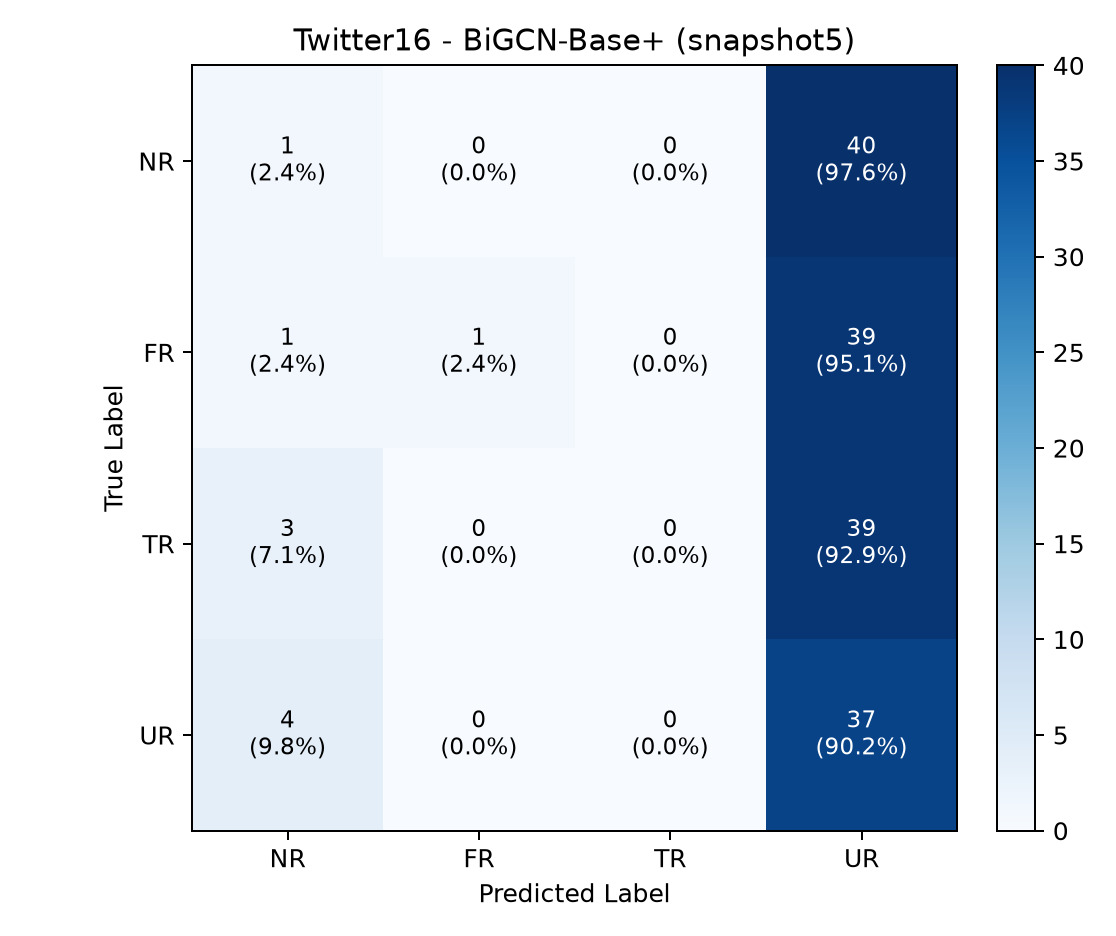 Twitter16 - BiGCN-Base+ (snapshot5)
40
1 0 0 40
NR (2.4%) (0.0%) (0.0%) (97.6%)
35
30
1 1 0 39
FR (2.4%) (2.4%) (0.0%) (95.1%)
25
True Label
20
3 0 0 39
TR (7.1%) (0.0%) (0.0%) (92.9%)
15
10
4 0 0 37
UR (9.8%) (0.0%) (0.0%) (90.2%)
5
0
NR FR TR UR
Predicted Label